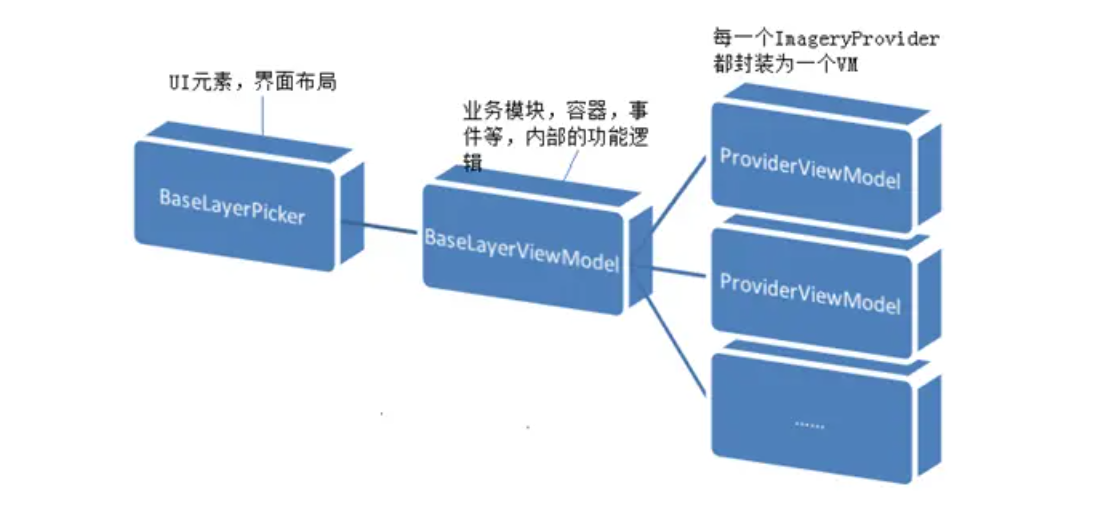 UI元素，界面布局
BaseLayerPicker
业务模块，容器，事
件等，内部的功能逻
辑
BaseLayerViewModel
每一个ImageryProvider
都封装为一个VM
ProviderViewModel
ProviderViewModel
......